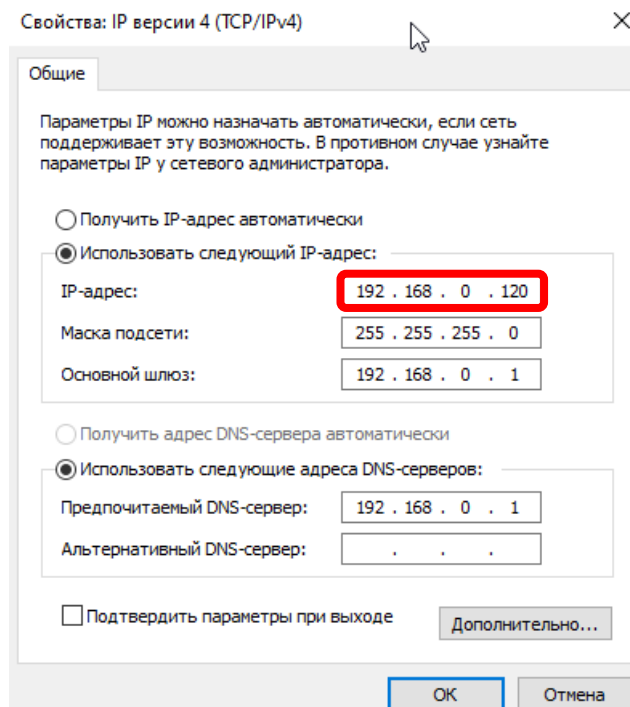 Свойства: IP версии 4 (TCP/IPv4)
Общие
Параметры IP можно назначать автоматически, если сеть
поддерживает эту возможность. В противном случае узнайте
параметры IP у сетевого администратора.
Получить IP-адрес автоматически
Использовать следующий IP-адрес:
IP-адрес: 192 . 168 . 0 . 120
Маска подсети: 255 . 255 . 255 . 0
Основной шлюз: 192 . 168 . 0 . 1
Получить адрес DNS-сервера автоматически
Использовать следующие адреса DNS-серверов:
Предпочитаемый DNS-сервер: 192 . 168 . 0 . 1
Альтернативный DNS-сервер: . . .
Подтвердить параметры при выходе
Дополнительно...
ОК Отмена